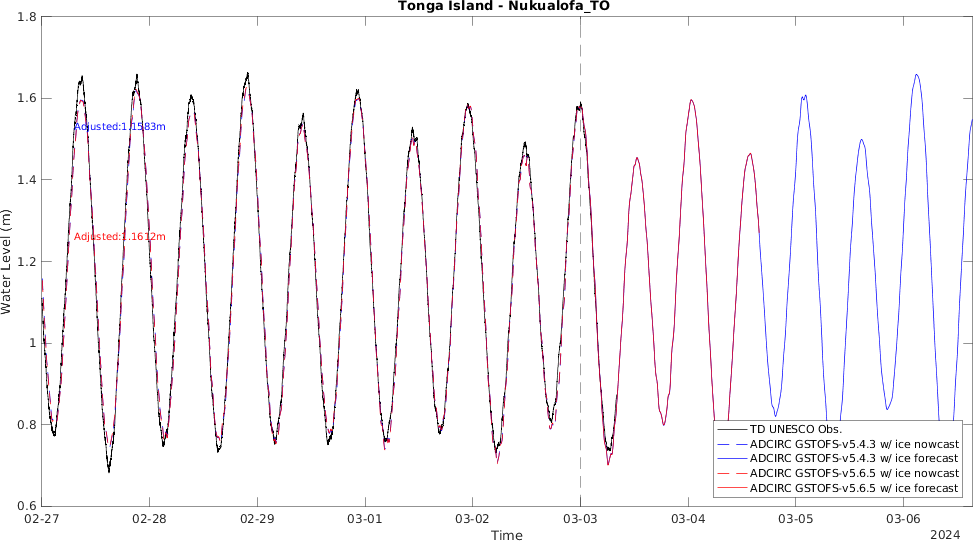 Tonga Island - Nukualofa_TO
1.8
1.6
1.4
1.2
1
0.8
0.6
Water Level (m)
Adjusted:1.1583m
Adjusted:1.1612m
TD UNESCO Obs.
ADCIRC GSTOFS-v5.4.3 w/ ice nowcast
ADCIRC GSTOFS-v5.4.3 w/ ice forecast
ADCIRC GSTOFS-v5.6.5 w/ ice nowcast
ADCIRC GSTOFS-v5.6.5 w/ ice forecast
02-27 02-28 02-29 03-01 03-02 03-03 03-04 03-05 03-06
Time
2024